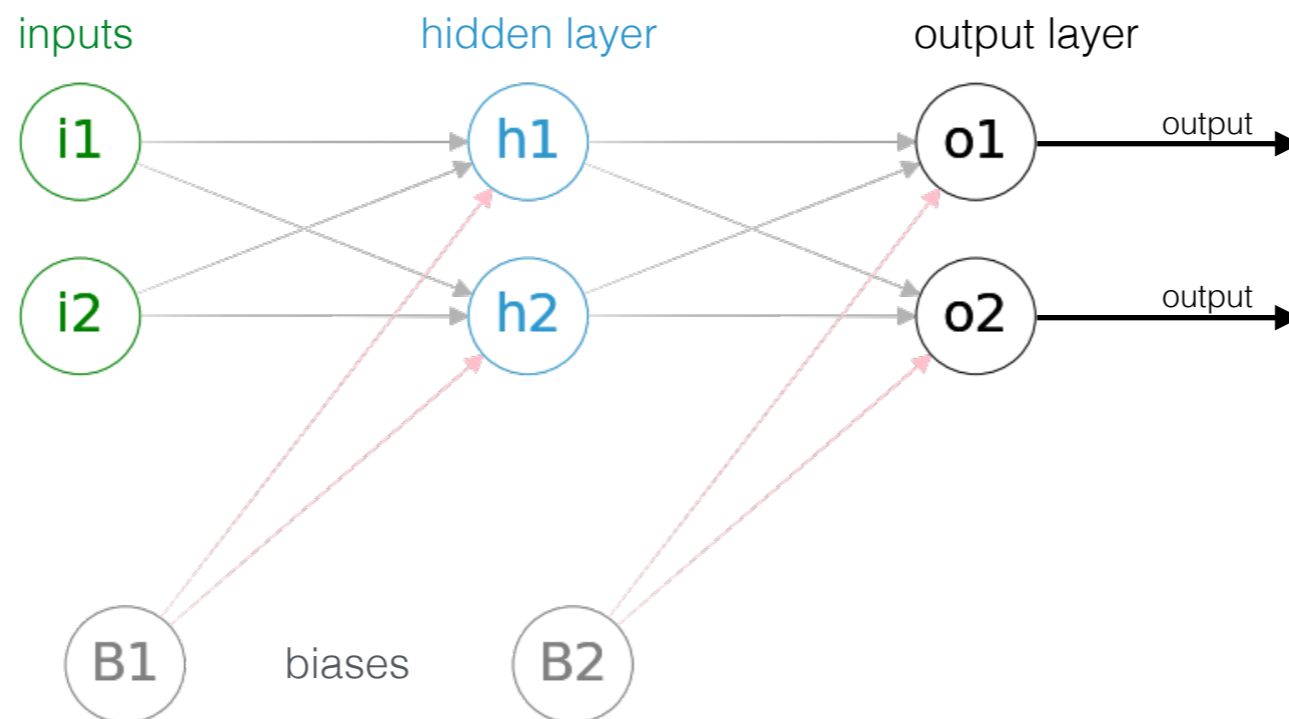 inputs
hidden layer
output layer
i1
h1
o1
output
i2
h2
o2
output
B1
biases
B2